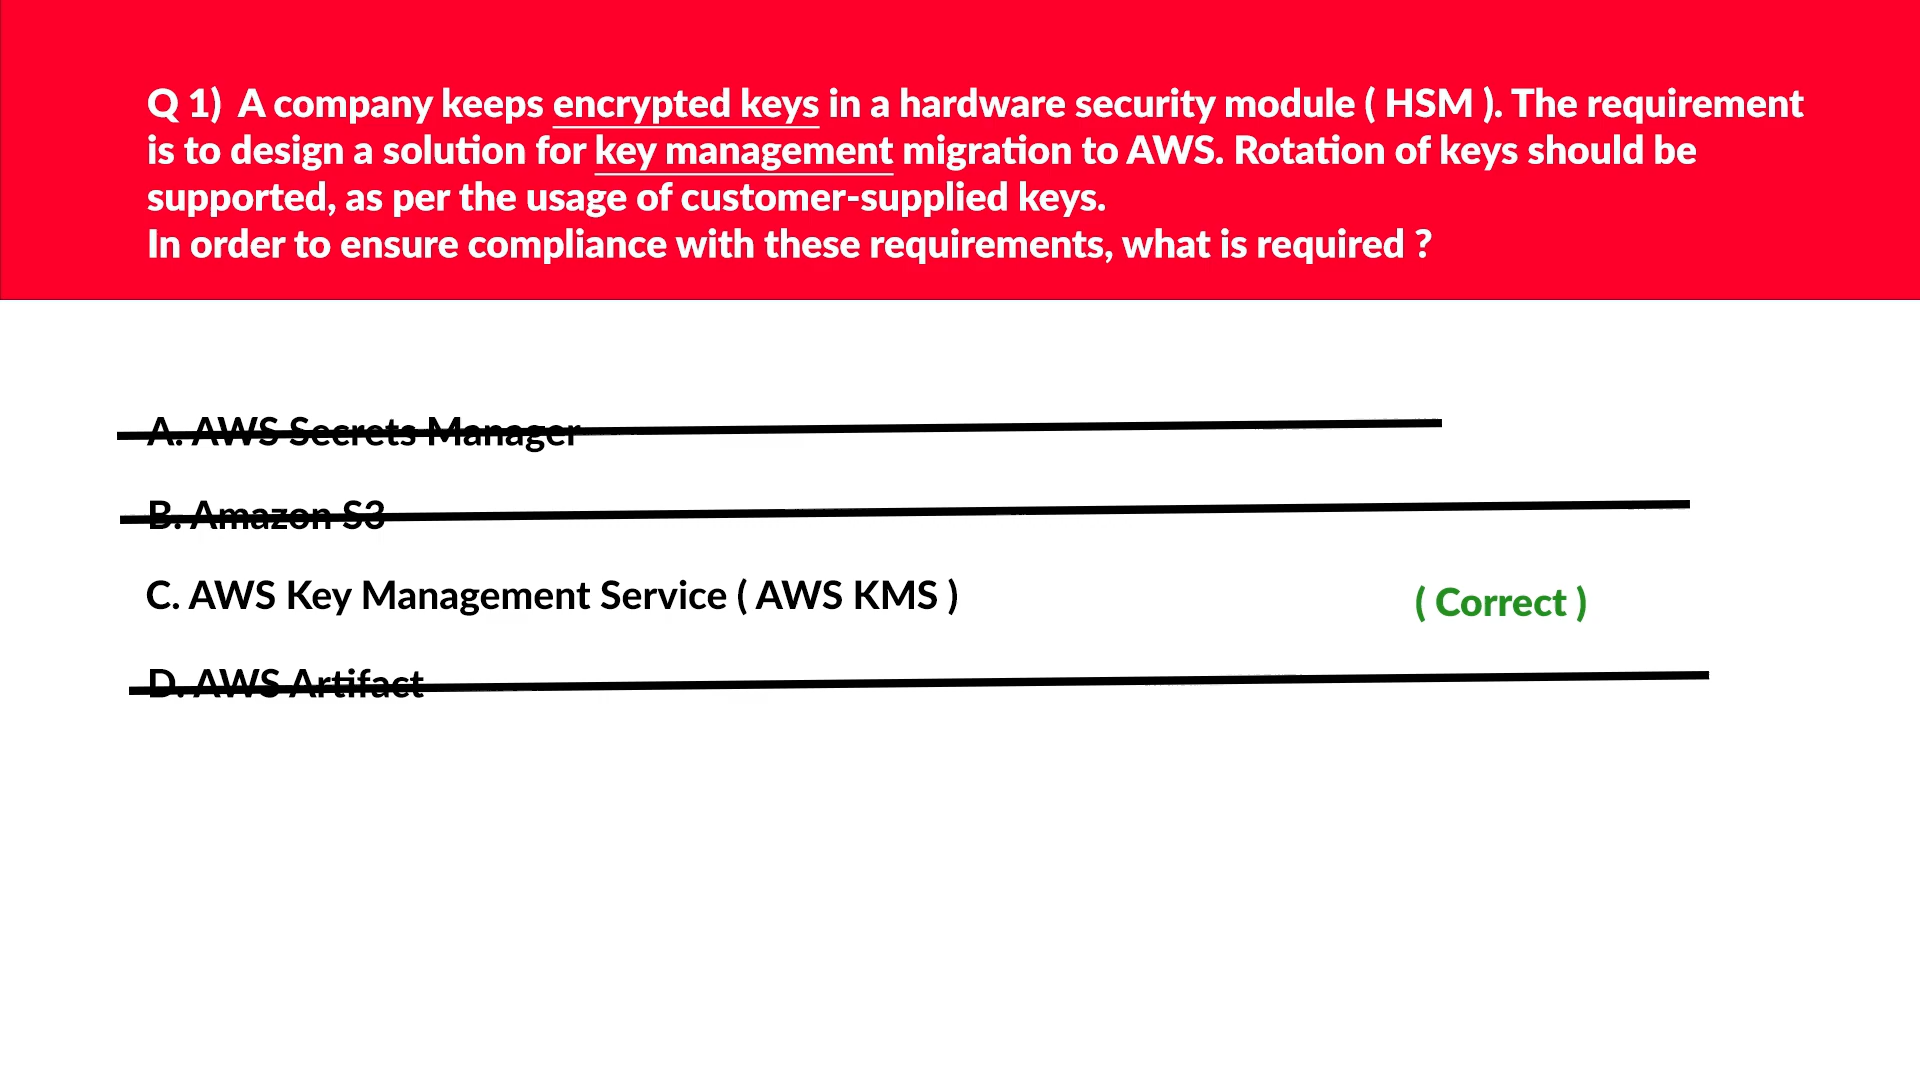 Q 1) A company keeps encrypted keys in a hardware security module ( HSM ). The requirement
is to design a solution for key management migration to AWS. Rotation of keys should be
supported, as per the usage of customer-supplied keys.
In order to ensure compliance with these requirements, what is required ?
A. AWS Secrets Manager
B. Amazon S3
C. AWS Key Management Service ( AWS KMS )
( Correct )
D. AWS Artifact